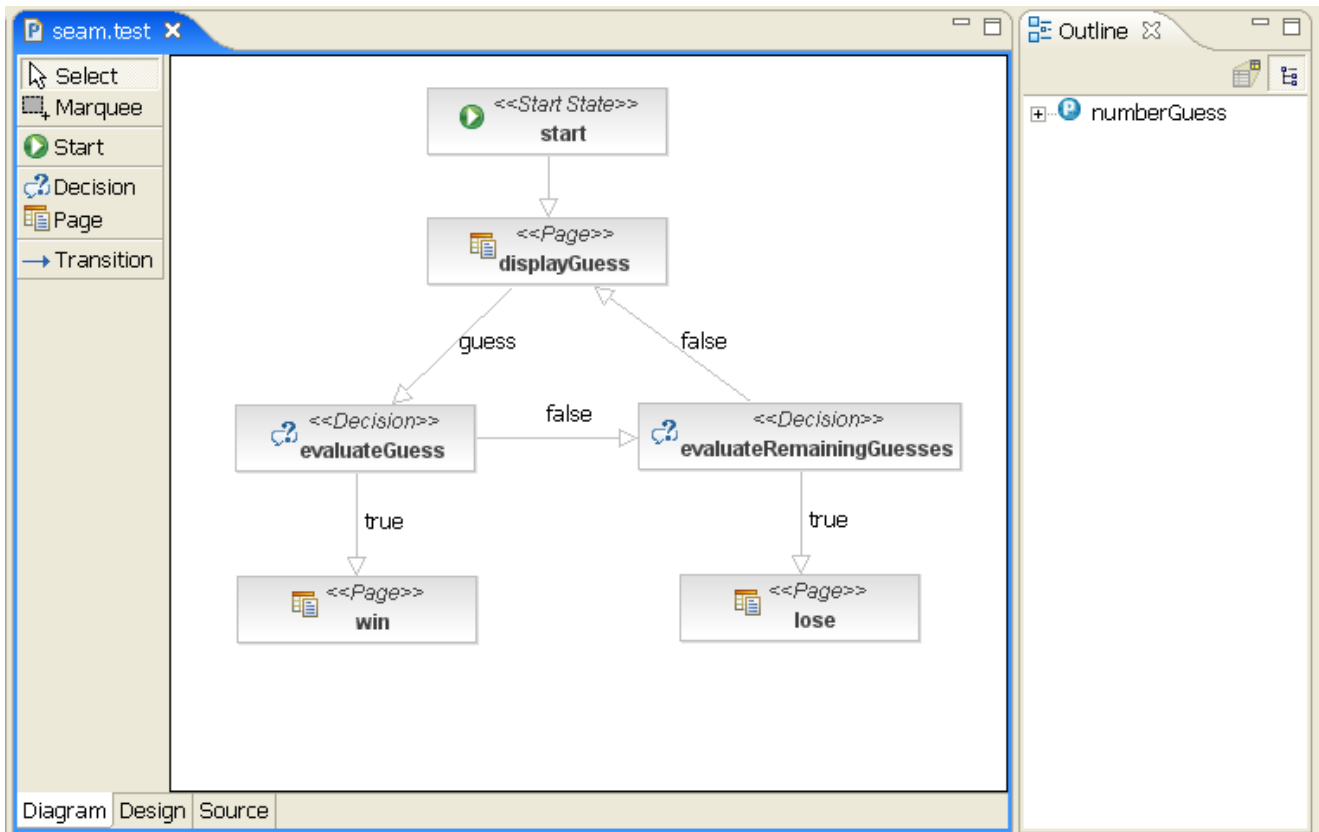 seam.test
Outline
Select
Marquee
Start
Decision
Page
Transition
numberGuess
<<Start State>>
start
<<Page>>
displayGuess
guess
false
<<Decision>>
evaluateGuess
false
<<Decision>>
evaluateRemainingGuesses
true
true
<<Page>>
win
<<Page>>
lose
Diagram Design Source